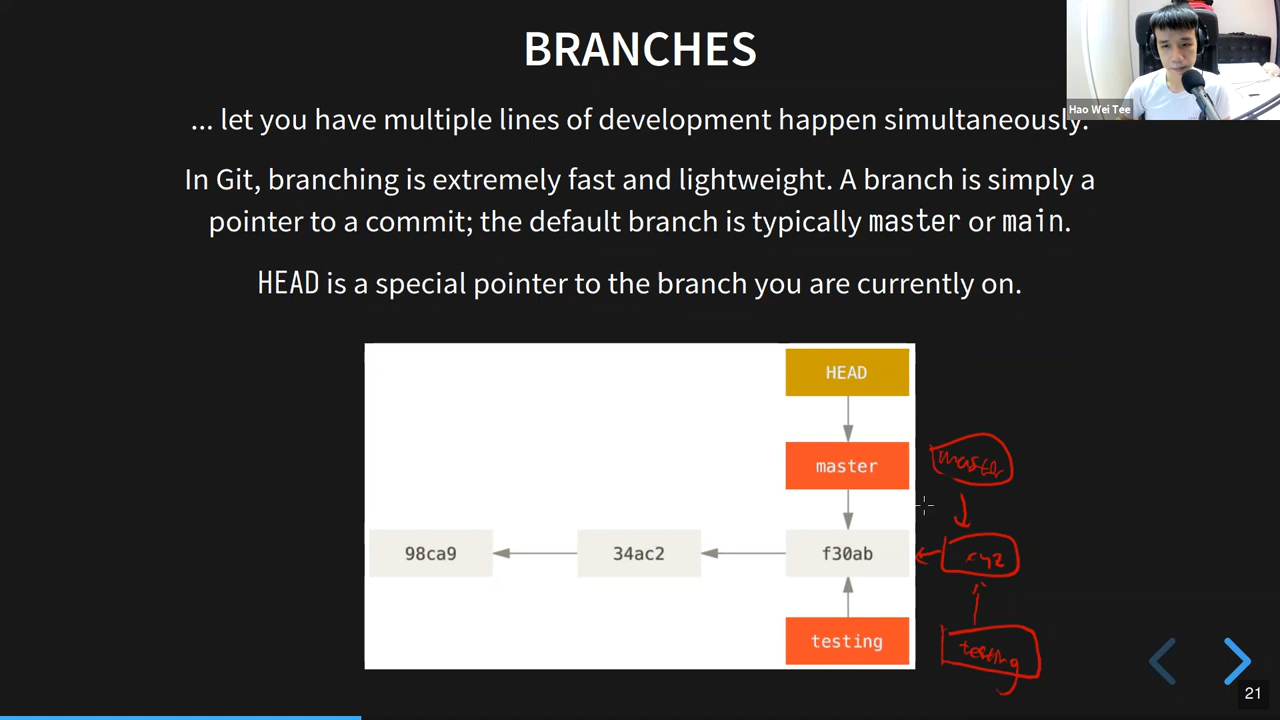 BRANCHES
Hao Wei Tee
... let you have multiple lines of development happen simultaneously.
In Git, branching is extremely fast and lightweight. A branch is simply a
pointer to a commit; the default branch is typically master or main.
HEAD is a special pointer to the branch you are currently on.
HEAD
master
master
98ca9
34ac2
f30ab
xyz
testing
testing
21